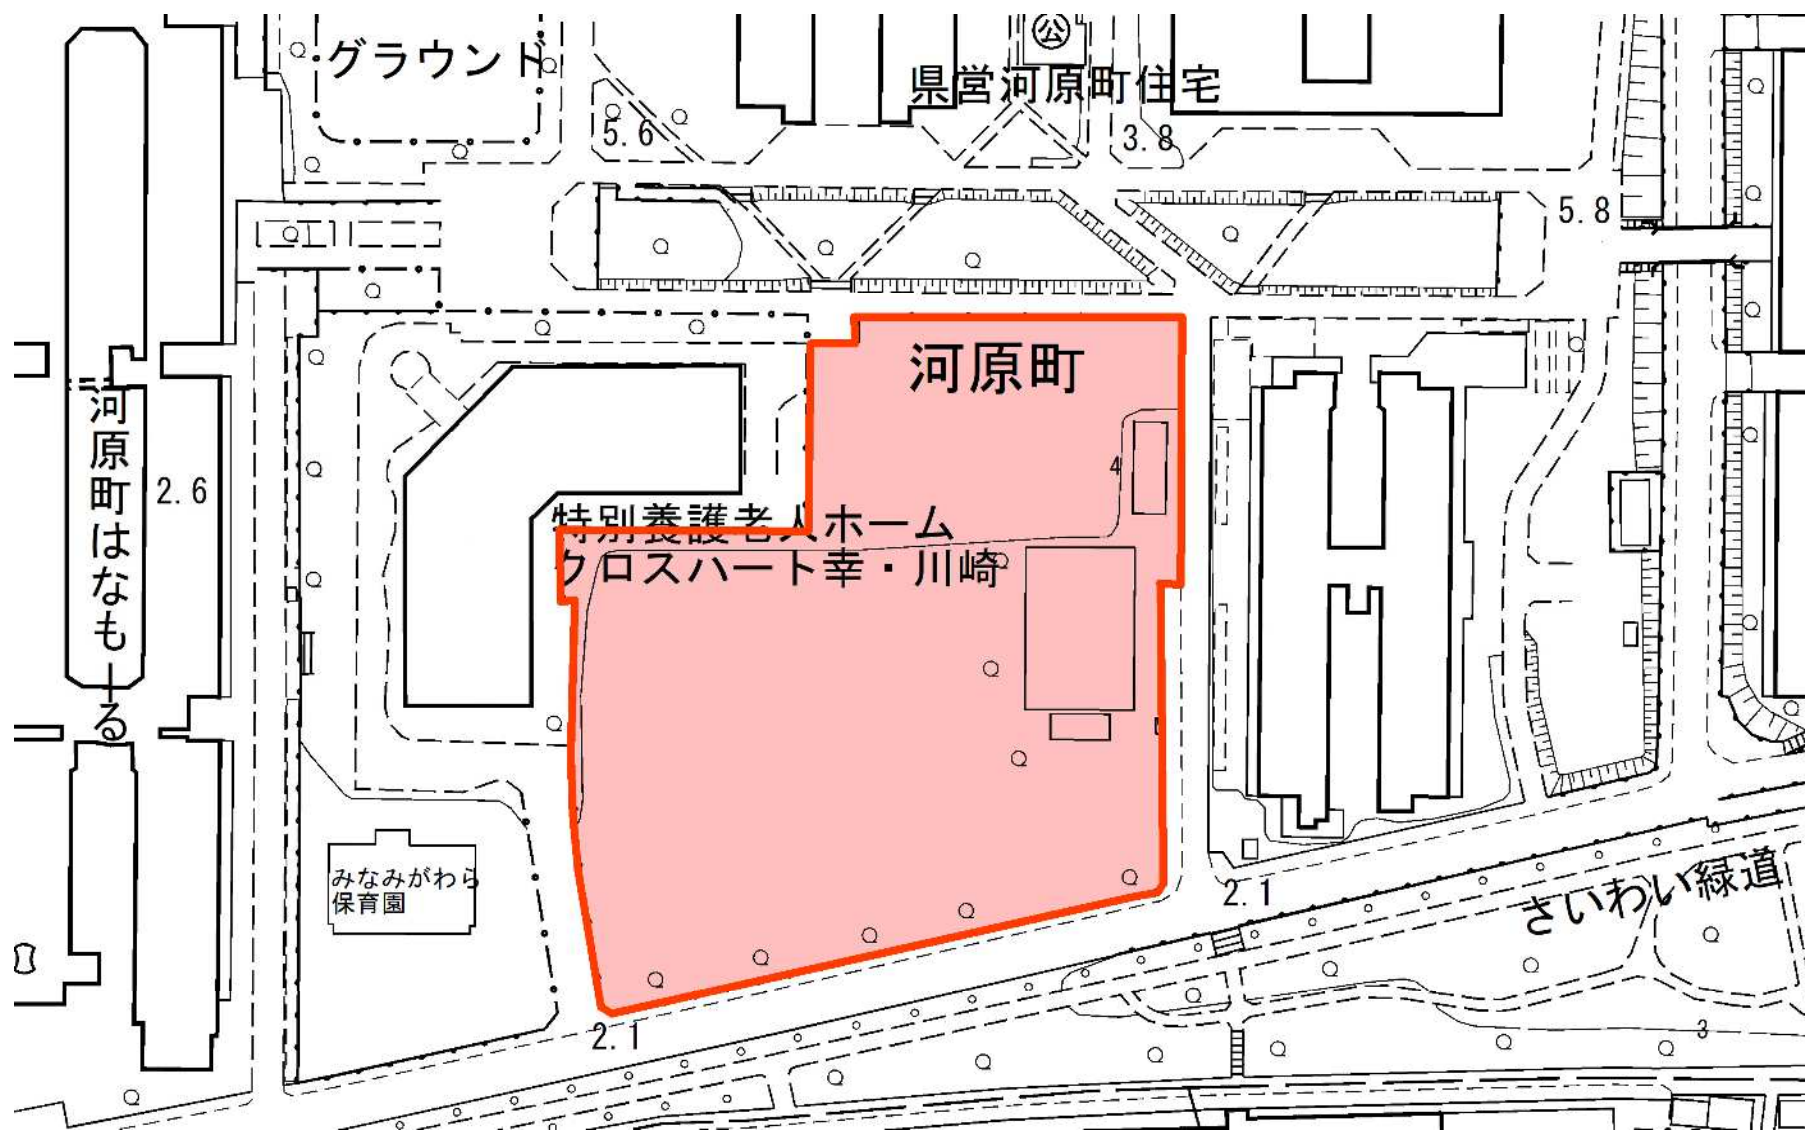 グラウンド
公
県営河原町住宅
5.6
3.8
5.8
河原町
河原町はなもーる
2.6
4
特別養護老人ホーム
クロスハート幸・川崎
みなみがわら
保育園
2.1
さいわい緑道
2.1
3